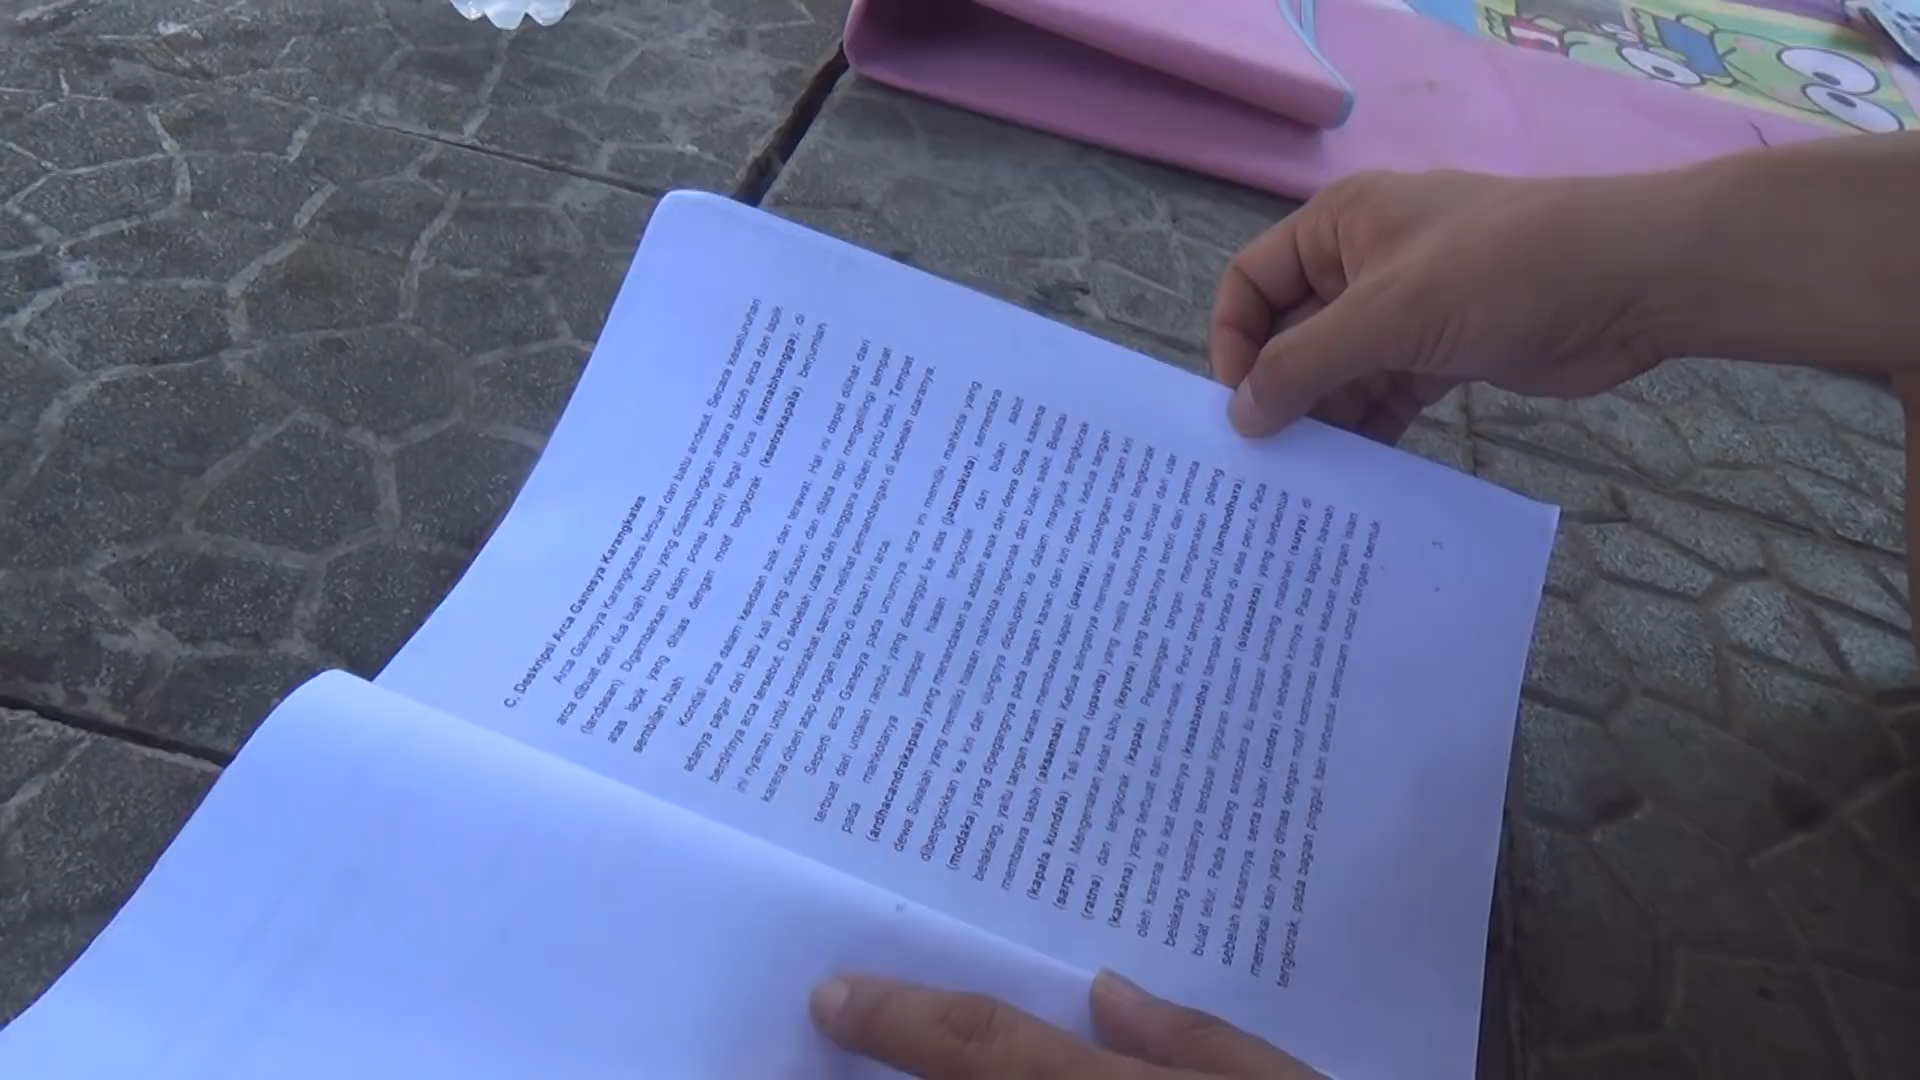 C. Deskripsi Arca Ganesya Karangkates
Arca Ganesya Karangkates terbuat dari batu andesit. Secara keseluruhan
arca dibuat dari dua buah batu yang disambungkan antara tokoh arca dan lapik
(landasan). Digambarkan dalam posisi berdiri tegak lurus (samabhangga), di
atas lapik yang dihias dengan motif tengkorak (kastrakapala) berjumlah
sembilan buah.
Kondisi arca dalam keadaan baik dan terawat. Hal ini dapat dilihat dari
adanya pagar dari batu kali yang disusun dan ditata rapi mengelilingi tempat
berdirinya arca tersebut. Di sebelah utara dan tenggara diberi pintu besi. Tempat
ini nyaman untuk beristirahat sambil melihat pemandangan di sebelah utaranya,
karena diberi atap dengan sirap di kanan kiri arca.
Seperti arca Ganesya pada umumnya, arca ini memiliki mahkota yang
terbuat dari untaian rambut yang disanggul ke atas (jatamakuta), sementara
pada mahkotanya terdapat hiasan tengkorak dan bulan sabit
(ardhacandrakapala) yang menandakan ia adalah anak dari dewa Siwa karena
dewa Siwalah yang memiliki hiasan mahkota tengkorak dan bulan sabit. Belalai
dibengkokkan ke kiri dan ujungnya dicelupkan ke dalam mangkuk tengkorak
(modaka) yang dipegangnya pada tangan kanan dan kiri depan, kedua tangan
belakang, yaitu tangan kanan membawa kapak (parasu) sedangkan tangan kiri
membawa tasbih (aksamala). Kedua telinganya memakai anting dari tengkorak
(kapala kundala). Tali kasta (upavita) yang melilit tubuhnya terbuat dari ular
(sarpa). Mengenakan kelat bahu (keyura) yang tengahnya terdiri dari permata
(ratna) dan tengkorak (kapala). Pergelangan tangan mengenakan gelang
(kankana) yang terbuat dari manik-manik. Perut tampak gendut (lambodhara),
oleh karena itu ikat dadanya (kasabandha) tampak berada di atas perut. Pada
belakang kepalanya terdapat lingkaran kesucian (sirascakra) yang berbentuk
bulat telur. Pada bidang sirascakra itu terdapat lambang matahari (surya) di
sebelah kanannya, serta bulan (candra) di sebelah kirinya. Pada bagian bawah
memakai kain yang dihias dengan motif kombinasi belah ketupat dengan isian
tengkorak, pada bagian pinggul kain terbentuk semacam uncal dengan bentuk